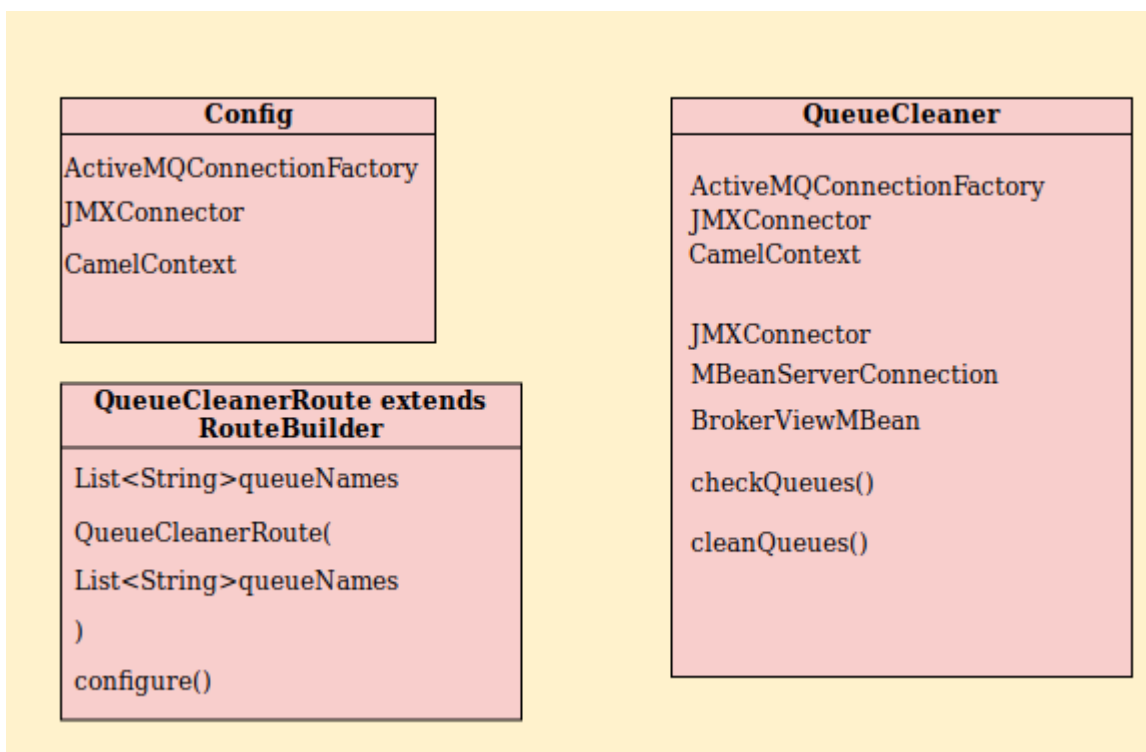 Config
ActiveMQConnectionFactory
JMXConnector
CamelContext
QueueCleanerRoute extends
RouteBuilder
List<String>queueNames
QueueCleanerRoute(
List<String>queueNames
)
configure()
QueueCleaner
ActiveMQConnectionFactory
JMXConnector
CamelContext
JMXConnector
MBeanServerConnection
BrokerViewMBean
checkQueues()
cleanQueues()